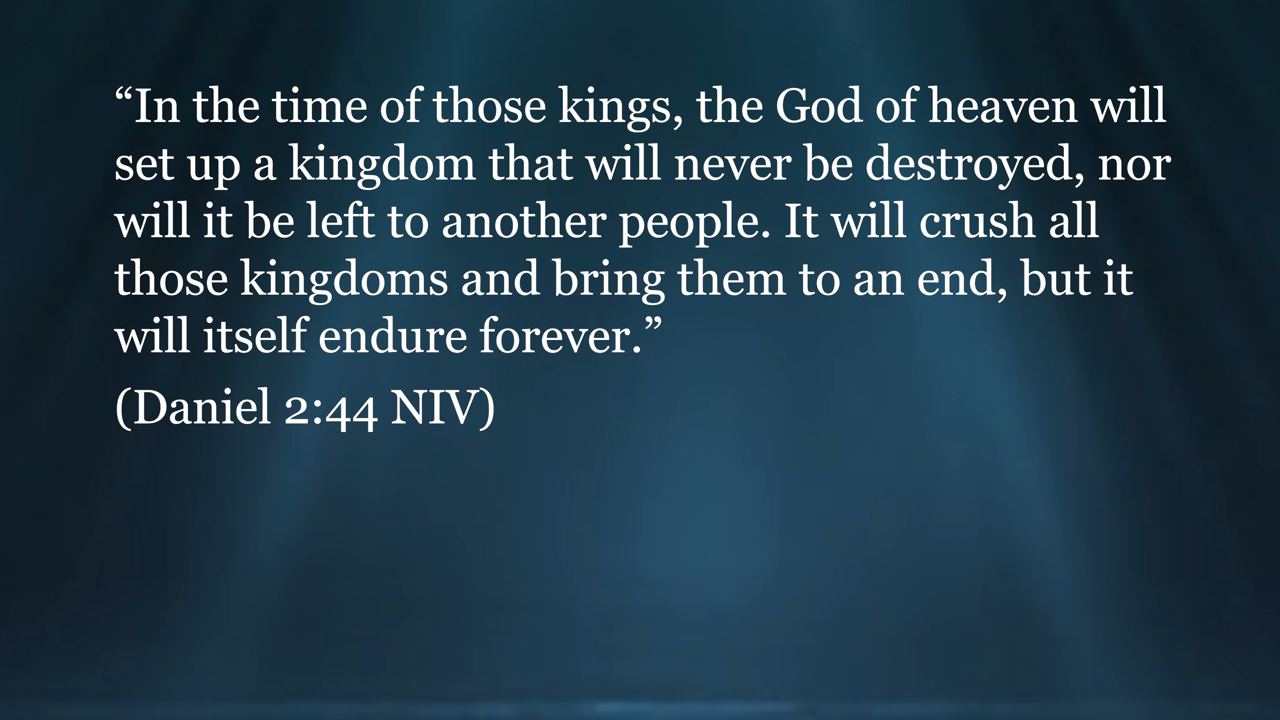 “In the time of those kings, the God of heaven will
set up a kingdom that will never be destroyed, nor
will it be left to another people. It will crush all
those kingdoms and bring them to an end, but it
will itself endure forever.”
(Daniel 2:44 NIV)